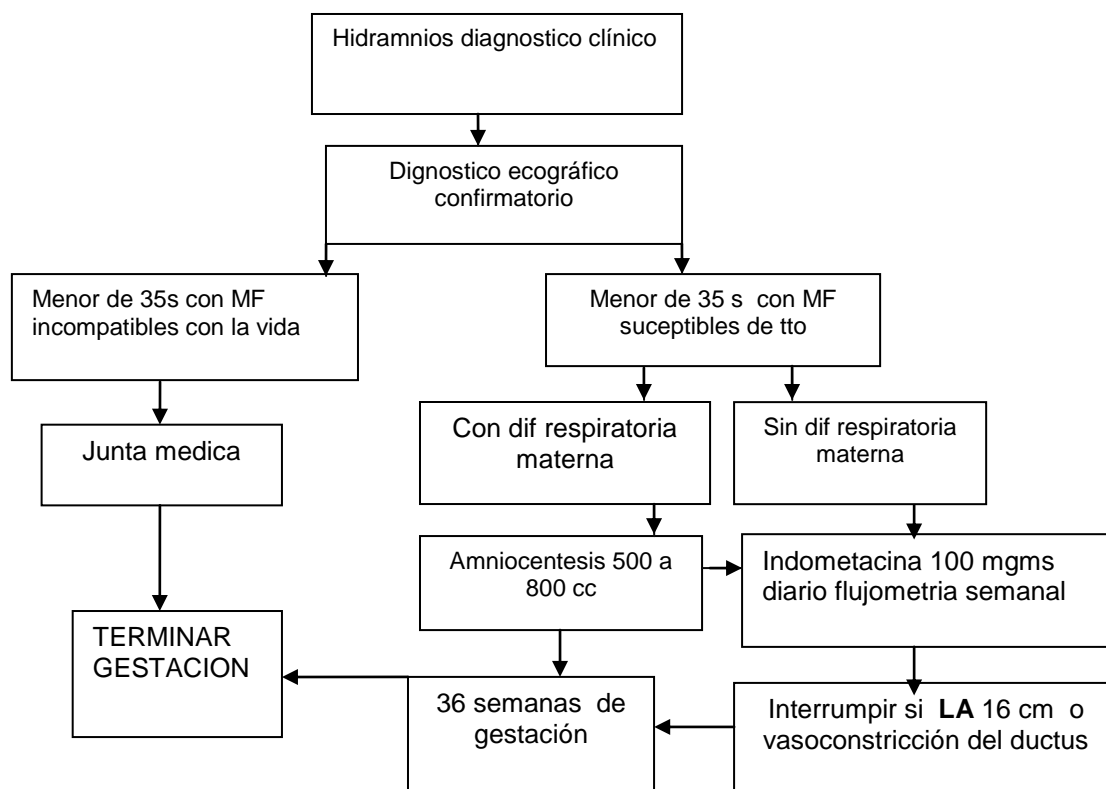 Hidramnios diagnostico clínico
Dignostico ecográfico
confirmatorio
Menor de 35s con MF
incompatibles con la vida
Menor de 35 s con MF
suceptibles de tto
Junta medica
Con dif respiratoria
materna
Sin dif respiratoria
materna
Amniocentesis 500 a
800 cc
Indometacina 100 mgms
diario flujometria semanal
TERMINAR
GESTACION
36 semanas de
gestación
Interrumpir si LA 16 cm o
vasoconstricción del ductus